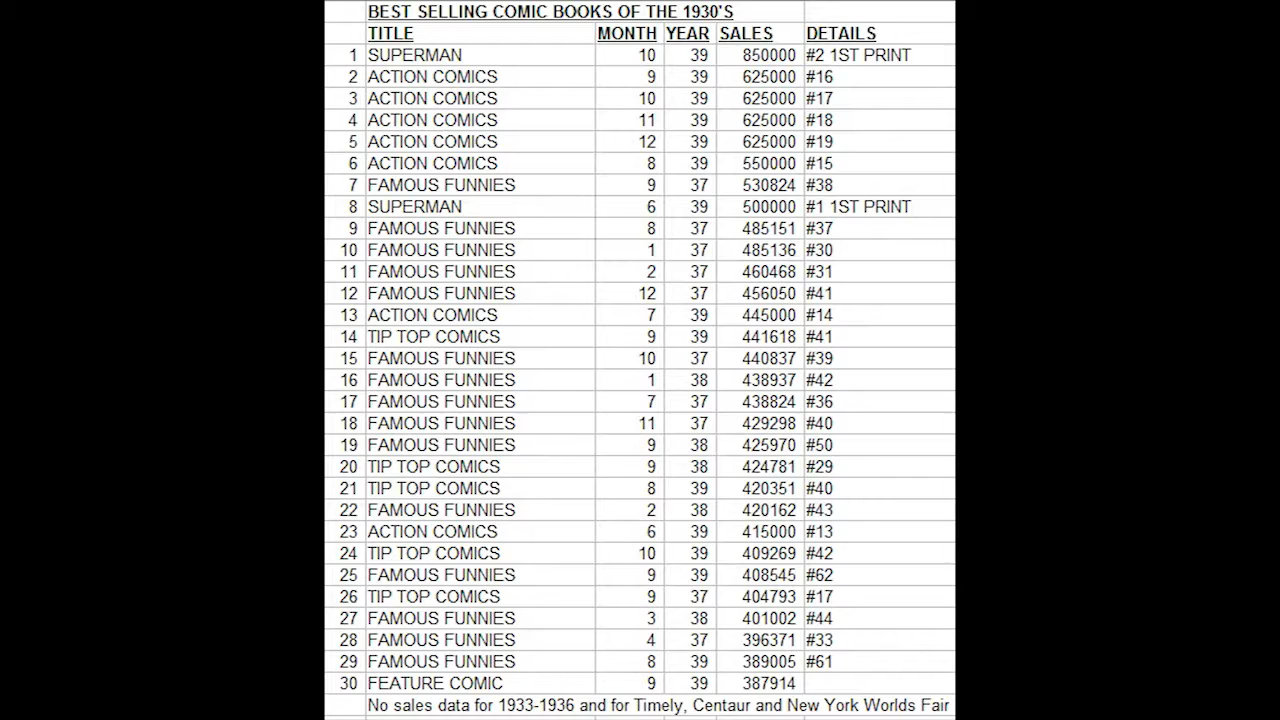 BEST SELLING COMIC BOOKS OF THE 1930'S
TITLE MONTH YEAR SALES DETAILS
1 SUPERMAN 10 39 850000 #2 1ST PRINT
2 ACTION COMICS 9 39 625000 #16
3 ACTION COMICS 10 39 625000 #17
4 ACTION COMICS 11 39 625000 #18
5 ACTION COMICS 12 39 625000 #19
6 ACTION COMICS 8 39 550000 #15
7 FAMOUS FUNNIES 9 37 530824 #38
8 SUPERMAN 6 39 500000 #1 1ST PRINT
9 FAMOUS FUNNIES 8 37 485151 #37
10 FAMOUS FUNNIES 1 37 485136 #30
11 FAMOUS FUNNIES 2 37 460468 #31
12 FAMOUS FUNNIES 12 37 456050 #41
13 ACTION COMICS 7 39 445000 #14
14 TIP TOP COMICS 9 39 441618 #41
15 FAMOUS FUNNIES 10 37 440837 #39
16 FAMOUS FUNNIES 1 38 438937 #42
17 FAMOUS FUNNIES 7 37 438824 #36
18 FAMOUS FUNNIES 11 37 429298 #40
19 FAMOUS FUNNIES 9 38 425970 #50
20 TIP TOP COMICS 9 38 424781 #29
21 TIP TOP COMICS 8 39 420351 #40
22 FAMOUS FUNNIES 2 38 420162 #43
23 ACTION COMICS 6 39 415000 #13
24 TIP TOP COMICS 10 39 409269 #42
25 FAMOUS FUNNIES 9 39 408545 #62
26 TIP TOP COMICS 9 37 404793 #17
27 FAMOUS FUNNIES 3 38 401002 #44
28 FAMOUS FUNNIES 4 37 396371 #33
29 FAMOUS FUNNIES 8 39 389005 #61
30 FEATURE COMIC 9 39 387914
No sales data for 1933-1936 and for Timely, Centaur and New York Worlds Fair